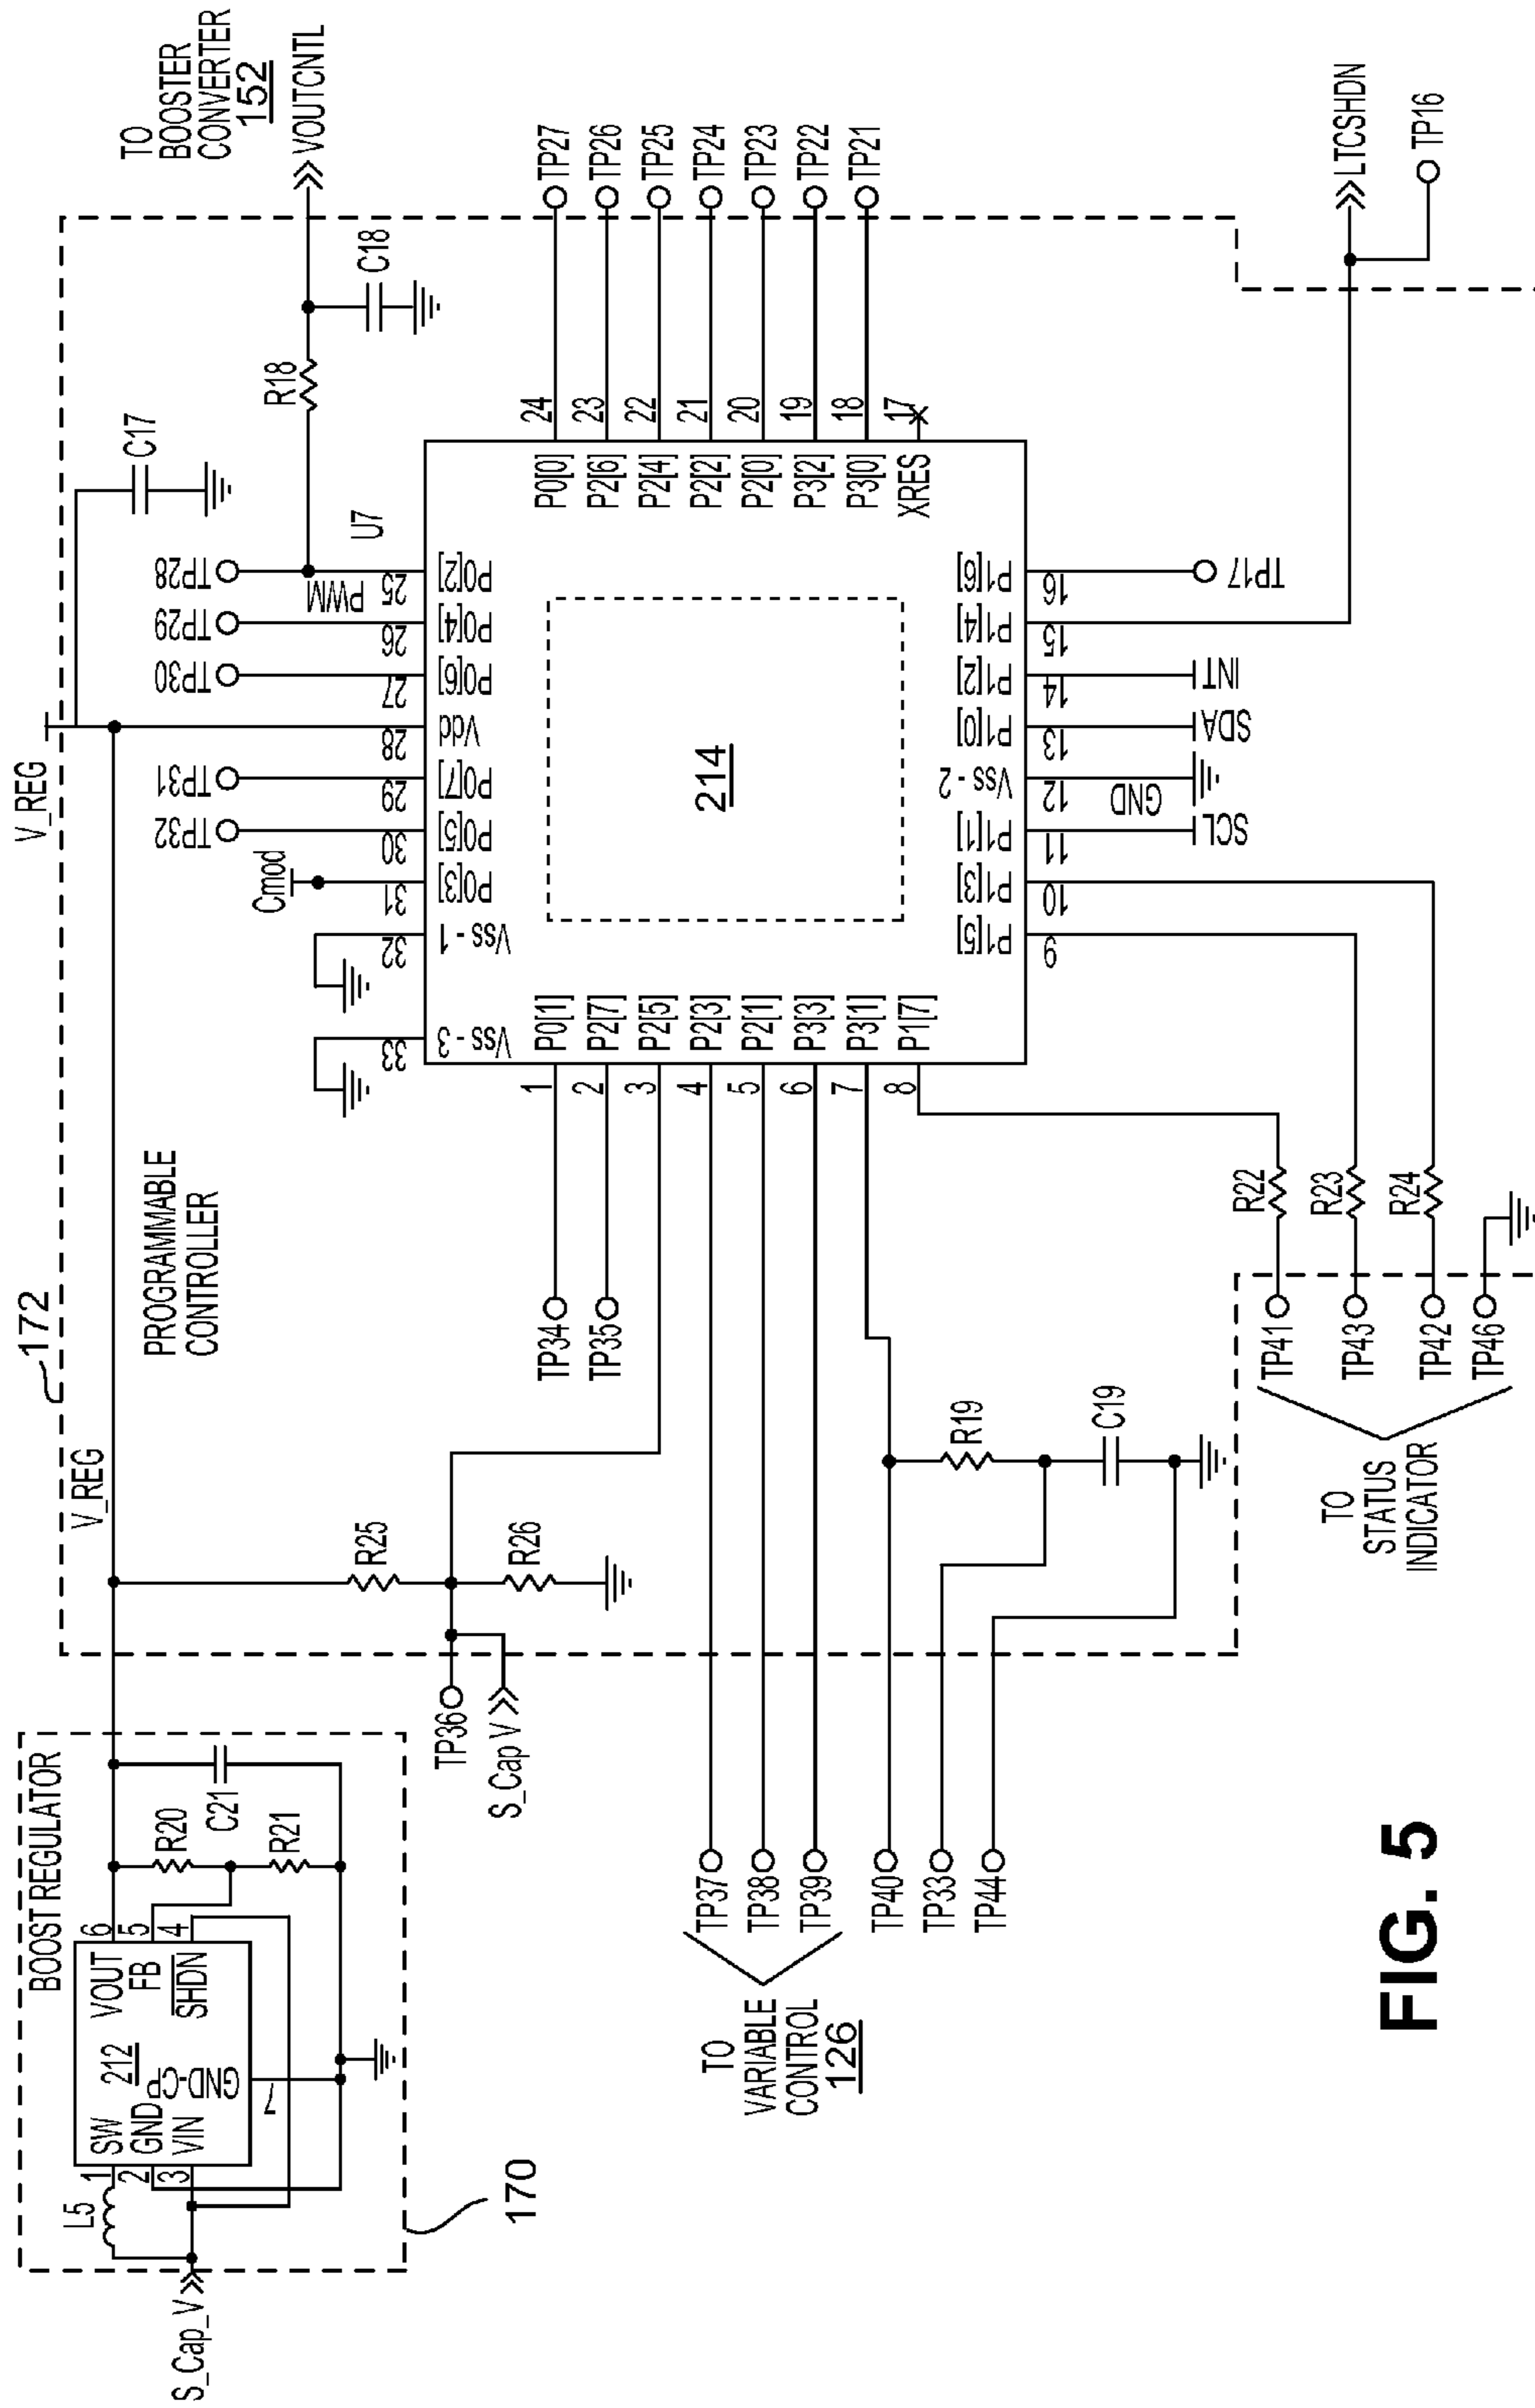 TO
BOOSTER
CONVERTER
152
VOUTCNTL
172
V_REG
V_REG
PROGRAMMABLE
CONTROLLER
C17
R18
C18
U7
PWM
TP28
TP29
TP30
TP31
TP32
Cmod
25
26
27
28
29
30
31
32
33
P0[2]
P0[4]
P0[6]
Vdd
P0[7]
P0[5]
P0[3]
Vss - 1
Vss - 3
24
23
22
21
20
19
18
17
P0[0]
P2[6]
P2[4]
P2[2]
P2[0]
P3[2]
P3[0]
XRES
TP27
TP26
TP25
TP24
TP23
TP22
TP21
214
P0[1]
P2[7]
P2[5]
P2[3]
P2[1]
P3[3]
P3[1]
P1[7]
1
2
3
4
5
6
7
8
P1[6]
P1[4]
P1[2]
P1[0]
Vss - 2
P1[1]
P1[3]
P1[5]
16
15
14
13
12
11
10
9
TP17
INT
SDA
GND
SCL
LTCSHDN
TP16
TP34
TP35
R25
R26
TP36
S_Cap V
R19
C19
R22
R23
R24
TP41
TP43
TP42
TP46
TO
STATUS
INDICATOR
TP37
TP38
TP39
TP40
TP33
TP44
TO
VARIABLE
CONTROL
126
BOOST REGULATOR
R20
C21
R21
6
5
4
VOUT
FB
SHDN
212
GND-CP
7
SW
GND
VIN
1
2
3
L5
S_Cap_V
170
FIG. 5